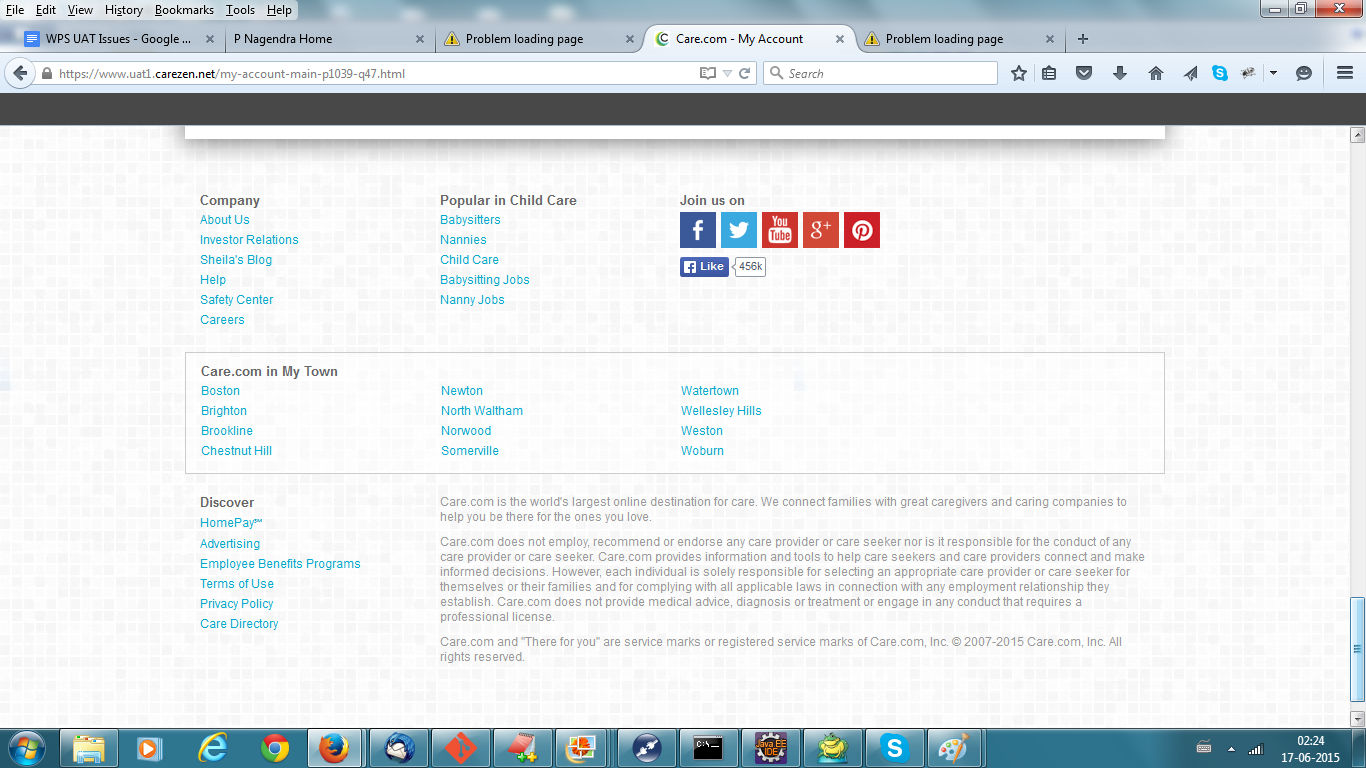 File Edit View History Bookmarks Tools Help
WPS UAT Issues - Google ...
P Nagendra Home
Problem loading page
Care.com - My Account
Problem loading page
https://www.uat1.carezen.net/my-account-main-p1039-q47.html
Search
Company
About Us
Investor Relations
Sheila's Blog
Help
Safety Center
Careers
Popular in Child Care
Babysitters
Nannies
Child Care
Babysitting Jobs
Nanny Jobs
Join us on
You Tube
g+
Like 456k
Care.com in My Town
Boston
Brighton
Brookline
Chestnut Hill
Newton
North Waltham
Norwood
Somerville
Watertown
Wellesley Hills
Weston
Woburn
Discover
HomePay℠
Advertising
Employee Benefits Programs
Terms of Use
Privacy Policy
Care Directory
Care.com is the world's largest online destination for care. We connect families with great caregivers and caring companies to
help you be there for the ones you love.
Care.com does not employ, recommend or endorse any care provider or care seeker nor is it responsible for the conduct of any
care provider or care seeker. Care.com provides information and tools to help care seekers and care providers connect and make
informed decisions. However, each individual is solely responsible for selecting an appropriate care provider or care seeker for
themselves or their families and for complying with all applicable laws in connection with any employment relationship they
establish. Care.com does not provide medical advice, diagnosis or treatment or engage in any conduct that requires a
professional license.
Care.com and "There for you" are service marks or registered service marks of Care.com, Inc. © 2007-2015 Care.com, Inc. All
rights reserved.
C:\_
Java EE
IDE
02:24
17-06-2015